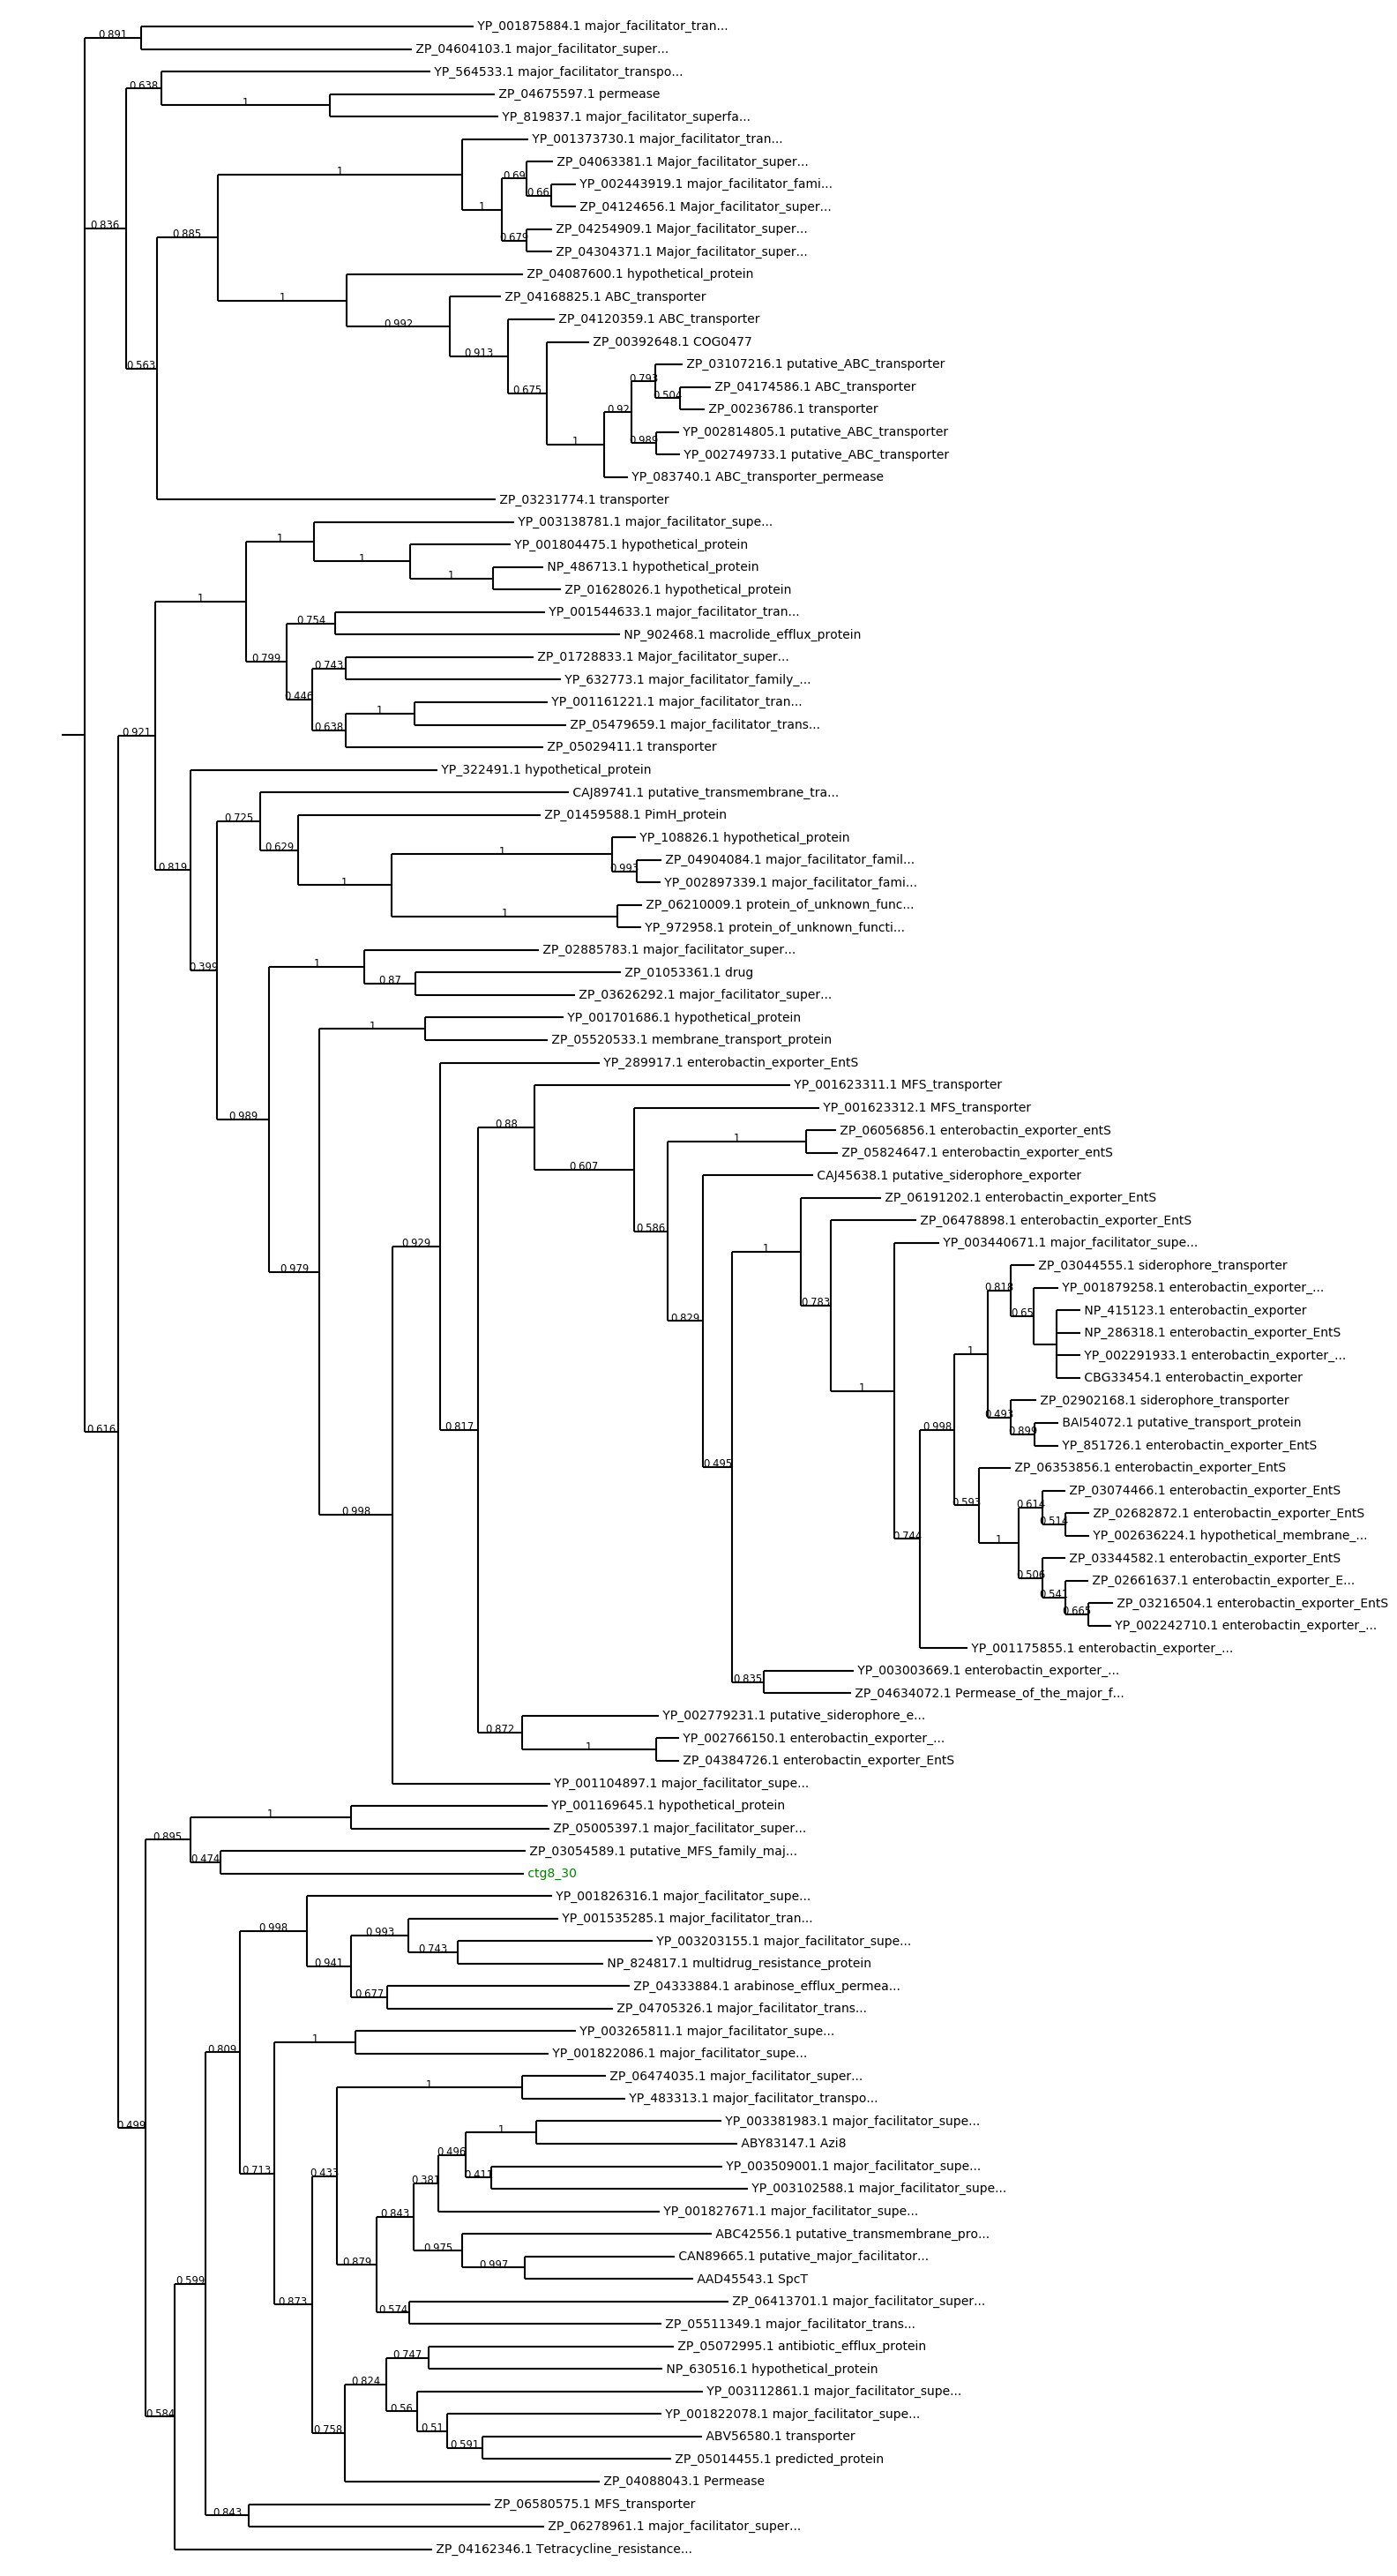 YP_001875884.1 major_facilitator_tran...
0.891
ZP_04604103.1 major_facilitator_super...
YP_564533.1 major_facilitator_transpo...
0.638
ZP_04675597.1 permease
1
YP_819837.1 major_facilitator_superfa...
YP_001373730.1 major_facilitator_tran...
ZP_04063381.1 Major_facilitator_super...
1
0.69
YP_002443919.1 major_facilitator_fami...
0.66
ZP_04124656.1 Major_facilitator_super...
1
0.836
ZP_04254909.1 Major_facilitator_super...
0.885
0.679
ZP_04304371.1 Major_facilitator_super...
ZP_04087600.1 hypothetical_protein
1
ZP_04168825.1 ABC_transporter
ZP_04120359.1 ABC_transporter
0.992
ZP_00392648.1 COG0477
0.913
0.563
ZP_03107216.1 putative_ABC_transporter
0.793
ZP_04174586.1 ABC_transporter
0.675
0.504
ZP_00236786.1 transporter
0.92
YP_002814805.1 putative_ABC_transporter
1
0.989
YP_002749733.1 putative_ABC_transporter
YP_083740.1 ABC_transporter_permease
ZP_03231774.1 transporter
YP_003138781.1 major_facilitator_supe...
1
YP_001804475.1 hypothetical_protein
1
NP_486713.1 hypothetical_protein
1
ZP_01628026.1 hypothetical_protein
1
YP_001544633.1 major_facilitator_tran...
0.754
NP_902468.1 macrolide_efflux_protein
0.799
ZP_01728833.1 Major_facilitator_super...
0.743
YP_632773.1 major_facilitator_family_...
0.446
YP_001161221.1 major_facilitator_tran...
1
ZP_05479659.1 major_facilitator_trans...
0.638
0.921
ZP_05029411.1 transporter
YP_322491.1 hypothetical_protein
CAJ89741.1 putative_transmembrane_tra...
0.725
ZP_01459588.1 PimH_protein
YP_108826.1 hypothetical_protein
0.629
1
ZP_04904084.1 major_facilitator_famil...
0.819
0.993
YP_002897339.1 major_facilitator_fami...
1
ZP_06210009.1 protein_of_unknown_func...
1
YP_972958.1 protein_of_unknown_functi...
ZP_02885783.1 major_facilitator_super...
0.399
1
ZP_01053361.1 drug
0.87
ZP_03626292.1 major_facilitator_super...
YP_001701686.1 hypothetical_protein
1
ZP_05520533.1 membrane_transport_protein
YP_289917.1 enterobactin_exporter_EntS
YP_001623311.1 MFS_transporter
YP_001623312.1 MFS_transporter
0.989
0.88
ZP_06056856.1 enterobactin_exporter_entS
1
ZP_05824647.1 enterobactin_exporter_entS
0.607
CAJ45638.1 putative_siderophore_exporter
ZP_06191202.1 enterobactin_exporter_EntS
ZP_06478898.1 enterobactin_exporter_EntS
0.586
YP_003440671.1 major_facilitator_supe...
0.929
1
ZP_03044555.1 siderophore_transporter
0.979
YP_001879258.1 enterobactin_exporter_...
0.818
0.783
NP_415123.1 enterobactin_exporter
0.65
0.829
NP_286318.1 enterobactin_exporter_EntS
YP_002291933.1 enterobactin_exporter_...
1
CBG33454.1 enterobactin_exporter
1
ZP_02902168.1 siderophore_transporter
0.493
BAI54072.1 putative_transport_protein
0.616
0.817
0.998
0.899
YP_851726.1 enterobactin_exporter_EntS
0.495
ZP_06353856.1 enterobactin_exporter_EntS
ZP_03074466.1 enterobactin_exporter_EntS
0.593
0.614
0.998
ZP_02682872.1 enterobactin_exporter_EntS
0.514
YP_002636224.1 hypothetical_membrane_...
0.744
1
ZP_03344582.1 enterobactin_exporter_EntS
0.506
ZP_02661637.1 enterobactin_exporter_E...
0.541
ZP_03216504.1 enterobactin_exporter_EntS
0.665
YP_002242710.1 enterobactin_exporter_...
YP_001175855.1 enterobactin_exporter_...
YP_003003669.1 enterobactin_exporter_...
0.835
ZP_04634072.1 Permease_of_the_major_f...
YP_002779231.1 putative_siderophore_e...
0.872
YP_002766150.1 enterobactin_exporter_...
1
ZP_04384726.1 enterobactin_exporter_EntS
YP_001104897.1 major_facilitator_supe...
YP_001169645.1 hypothetical_protein
1
ZP_05005397.1 major_facilitator_super...
0.895
ZP_03054589.1 putative_MFS_family_maj...
0.474
ctg8_30
YP_001826316.1 major_facilitator_supe...
YP_001535285.1 major_facilitator_tran...
0.998
0.993
YP_003203155.1 major_facilitator_supe...
0.743
NP_824817.1 multidrug_resistance_protein
0.941
ZP_04333884.1 arabinose_efflux_permea...
0.677
ZP_04705326.1 major_facilitator_trans...
YP_003265811.1 major_facilitator_supe...
1
0.809
YP_001822086.1 major_facilitator_supe...
ZP_06474035.1 major_facilitator_super...
1
YP_483313.1 major_facilitator_transpo...
0.499
YP_003381983.1 major_facilitator_supe...
1
ABY83147.1 Azi8
0.496
YP_003509001.1 major_facilitator_supe...
0.713
0.433
0.411
0.381
YP_003102588.1 major_facilitator_supe...
YP_001827671.1 major_facilitator_supe...
0.843
ABC42556.1 putative_transmembrane_pro...
0.975
CAN89665.1 putative_major_facilitator...
0.879
0.997
AAD45543.1 SpcT
0.599
ZP_06413701.1 major_facilitator_super...
0.873
0.574
ZP_05511349.1 major_facilitator_trans...
ZP_05072995.1 antibiotic_efflux_protein
0.747
NP_630516.1 hypothetical_protein
0.824
YP_003112861.1 major_facilitator_supe...
0.56
YP_001822078.1 major_facilitator_supe...
0.584
0.51
0.758
ABV56580.1 transporter
0.591
ZP_05014455.1 predicted_protein
ZP_04088043.1 Permease
ZP_06580575.1 MFS_transporter
0.843
ZP_06278961.1 major_facilitator_super...
ZP_04162346.1 Tetracycline_resistance...